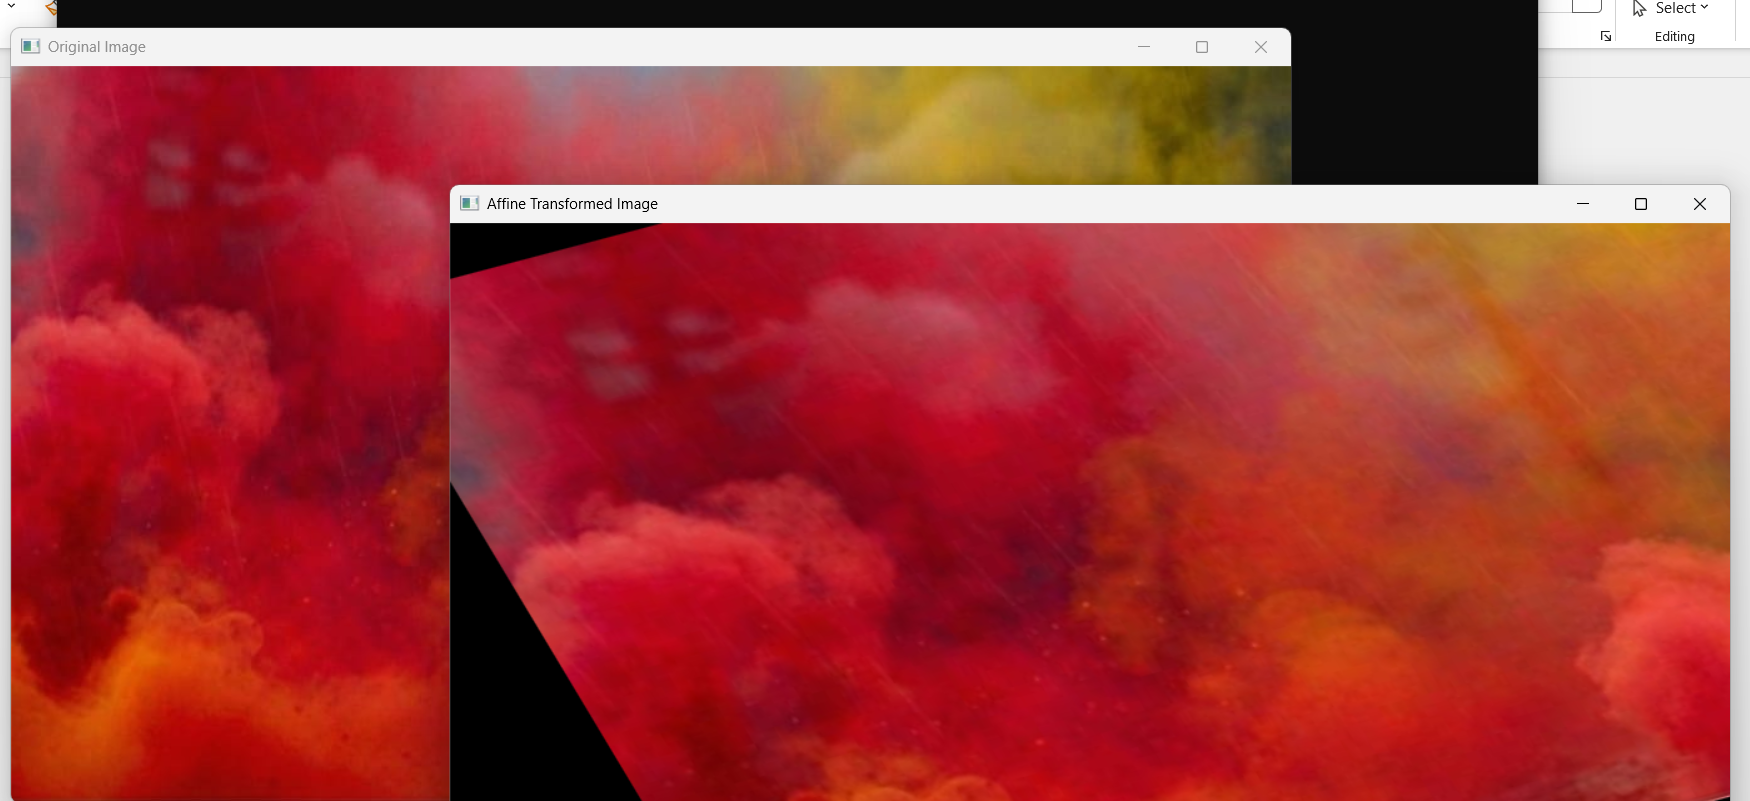 Select
Editing
Original Image
Affine Transformed Image